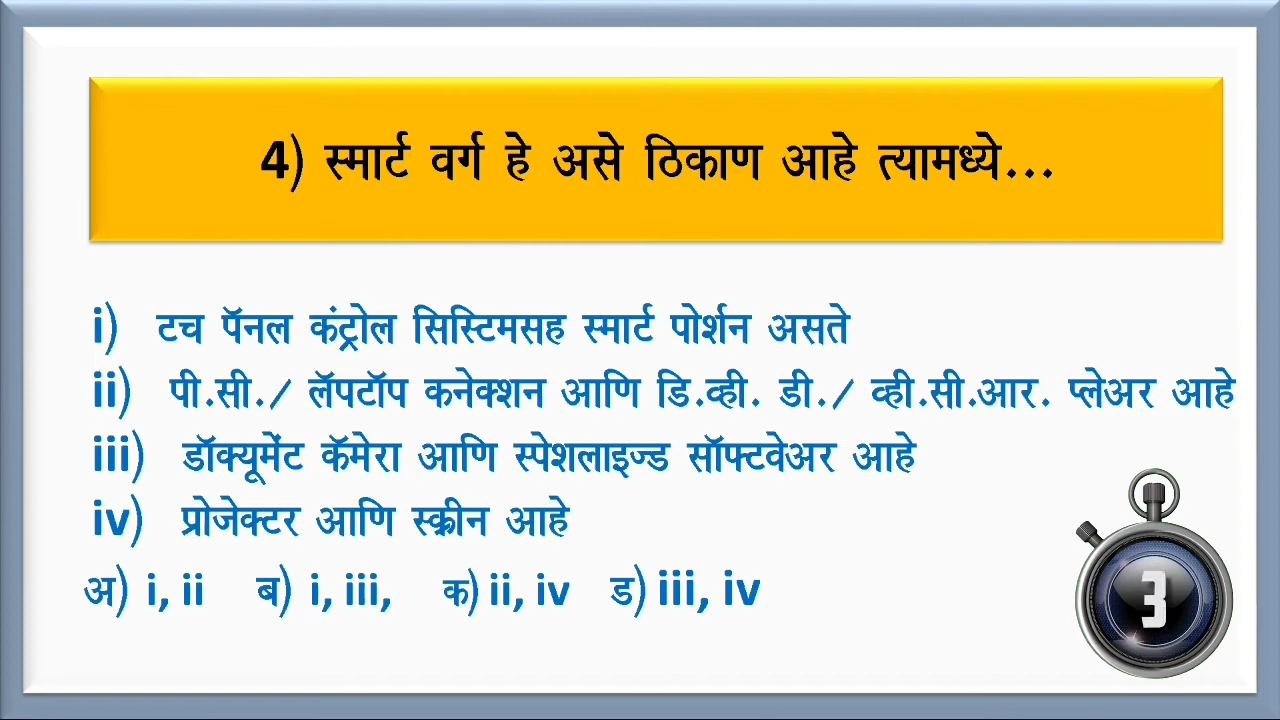 4) स्मार्ट वर्ग हे असे ठिकाण आहे त्यामध्ये...
i) टच पॅनल कंट्रोल सिस्टिमसह स्मार्ट पोर्शन असते
ii) पी.सी./ लॅपटॉप कनेक्शन आणि डि.व्ही. डी./ व्ही.सी.आर. प्लेअर आहे
iii) डॉक्यूमेंट कॅमेरा आणि स्पेशलाइज्ड सॉफ्टवेअर आहे
iv) प्रोजेक्टर आणि स्क्रीन आहे
अ) i, ii ब) i, iii, क) ii, iv ड) iii, iv
3